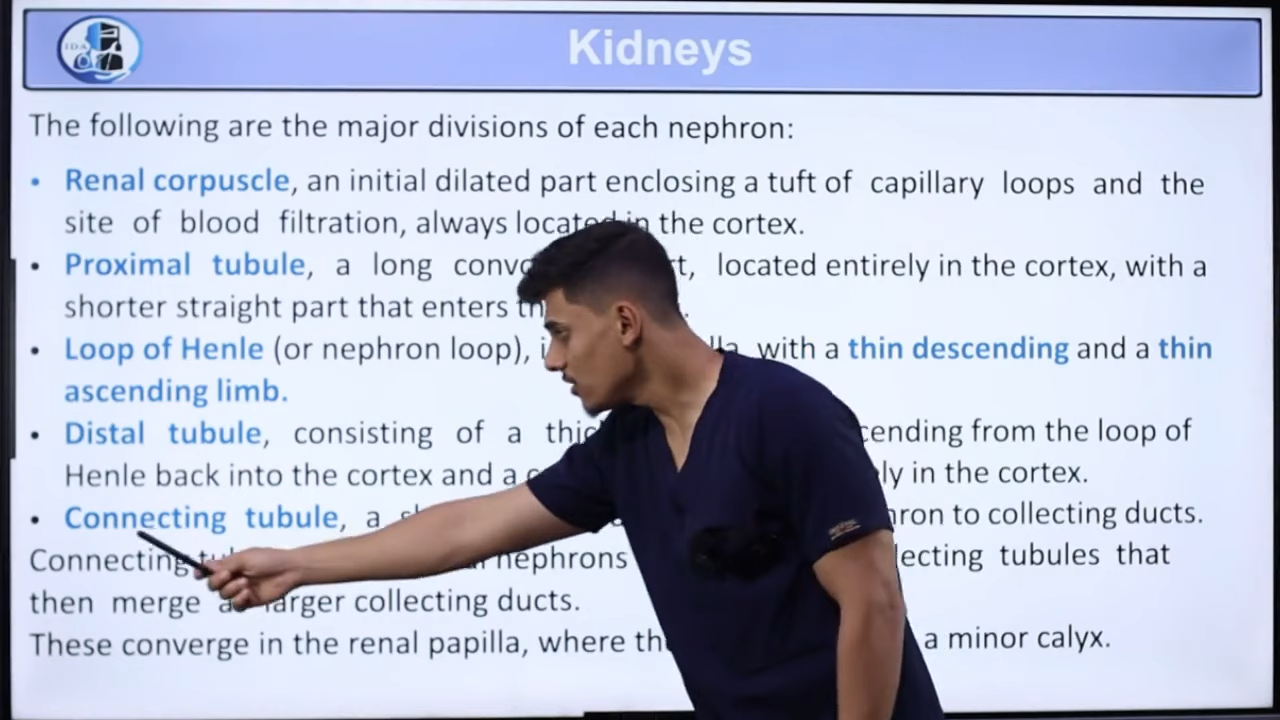 IDA
Kidneys
The following are the major divisions of each nephron:
• Renal corpuscle, an initial dilated part enclosing a tuft of capillary loops and the
site of blood filtration, always located in the cortex.
• Proximal tubule, a long located entirely in the cortex, with a
shorter straight part that enters
• Loop of Henle (or nephron loop), with a thin descending and a thin
ascending limb.
• Distal tubule, consisting of a from the loop of
Henle back into the cortex and a in the cortex.
• Connecting tubule, a to collecting ducts.
Connecting nephrons tubules that
then merge larger collecting ducts.
These converge in the renal papilla, where a minor calyx.